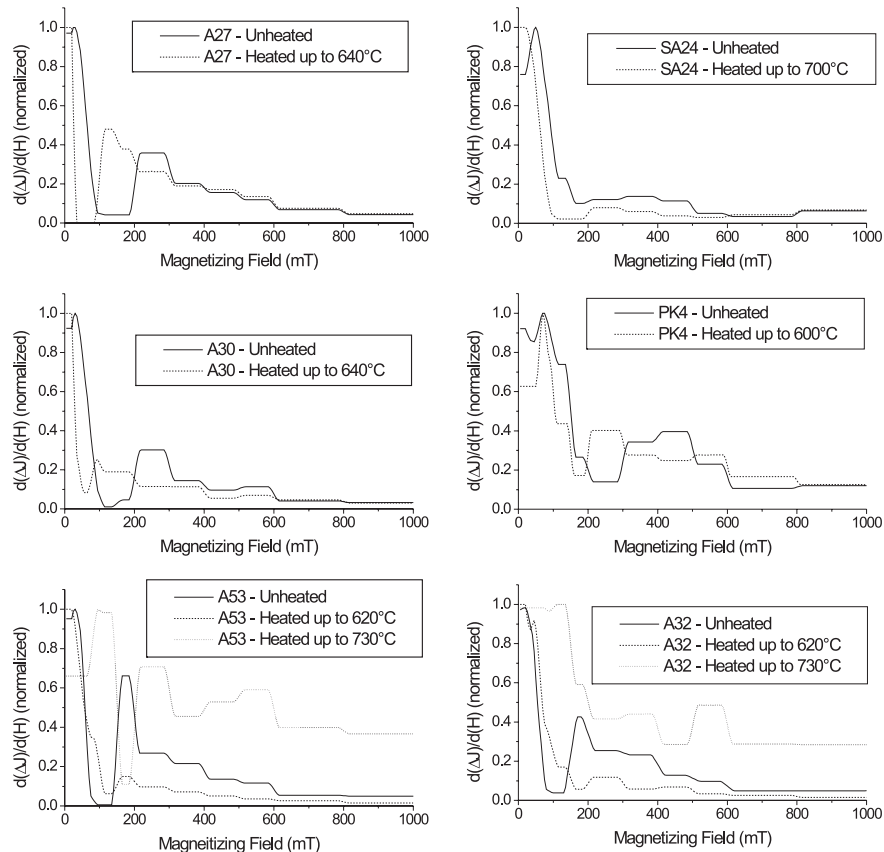 d(ΔJ)/d(H) (normalized)
1.0
0.8
0.6
0.4
0.2
0.0
A27 - Unheated
A27 - Heated up to 640°C
0 200 400 600 800 1000
Magnetizing Field (mT)
d(ΔJ)/d(H) (normalized)
1.0
0.8
0.6
0.4
0.2
0.0
SA24 - Unheated
SA24 - Heated up to 700°C
0 200 400 600 800 1000
Magnetizing Field (mT)
d(ΔJ)/d(H) (normalized)
1.0
0.8
0.6
0.4
0.2
0.0
A30 - Unheated
A30 - Heated up to 640°C
0 200 400 600 800 1000
Magnetizing Field (mT)
d(ΔJ)/d(H) (normalized)
1.0
0.8
0.6
0.4
0.2
0.0
PK4 - Unheated
PK4 - Heated up to 600°C
0 200 400 600 800 1000
Magnetizing Field (mT)
d(ΔJ)/d(H) (normalized)
1.0
0.8
0.6
0.4
0.2
0.0
A53 - Unheated
A53 - Heated up to 620°C
A53 - Heated up to 730°C
0 200 400 600 800 1000
Magneitizing Field (mT)
d(ΔJ)/d(H) (normalized)
1.0
0.8
0.6
0.4
0.2
0.0
A32 - Unheated
A32 - Heated up to 620°C
A32 - Heated up to 730°C
0 200 400 600 800 1000
Magnetizing Field (mT)